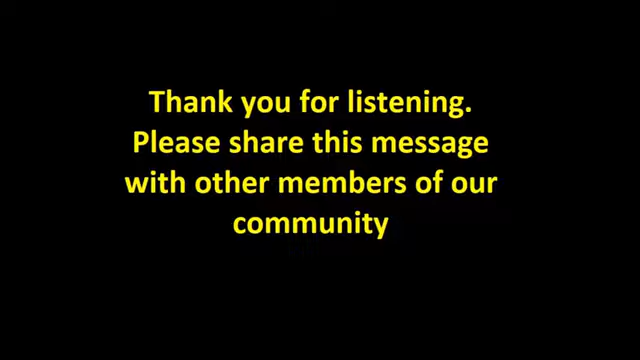 Thank you for listening.
Please share this message
with other members of our
community